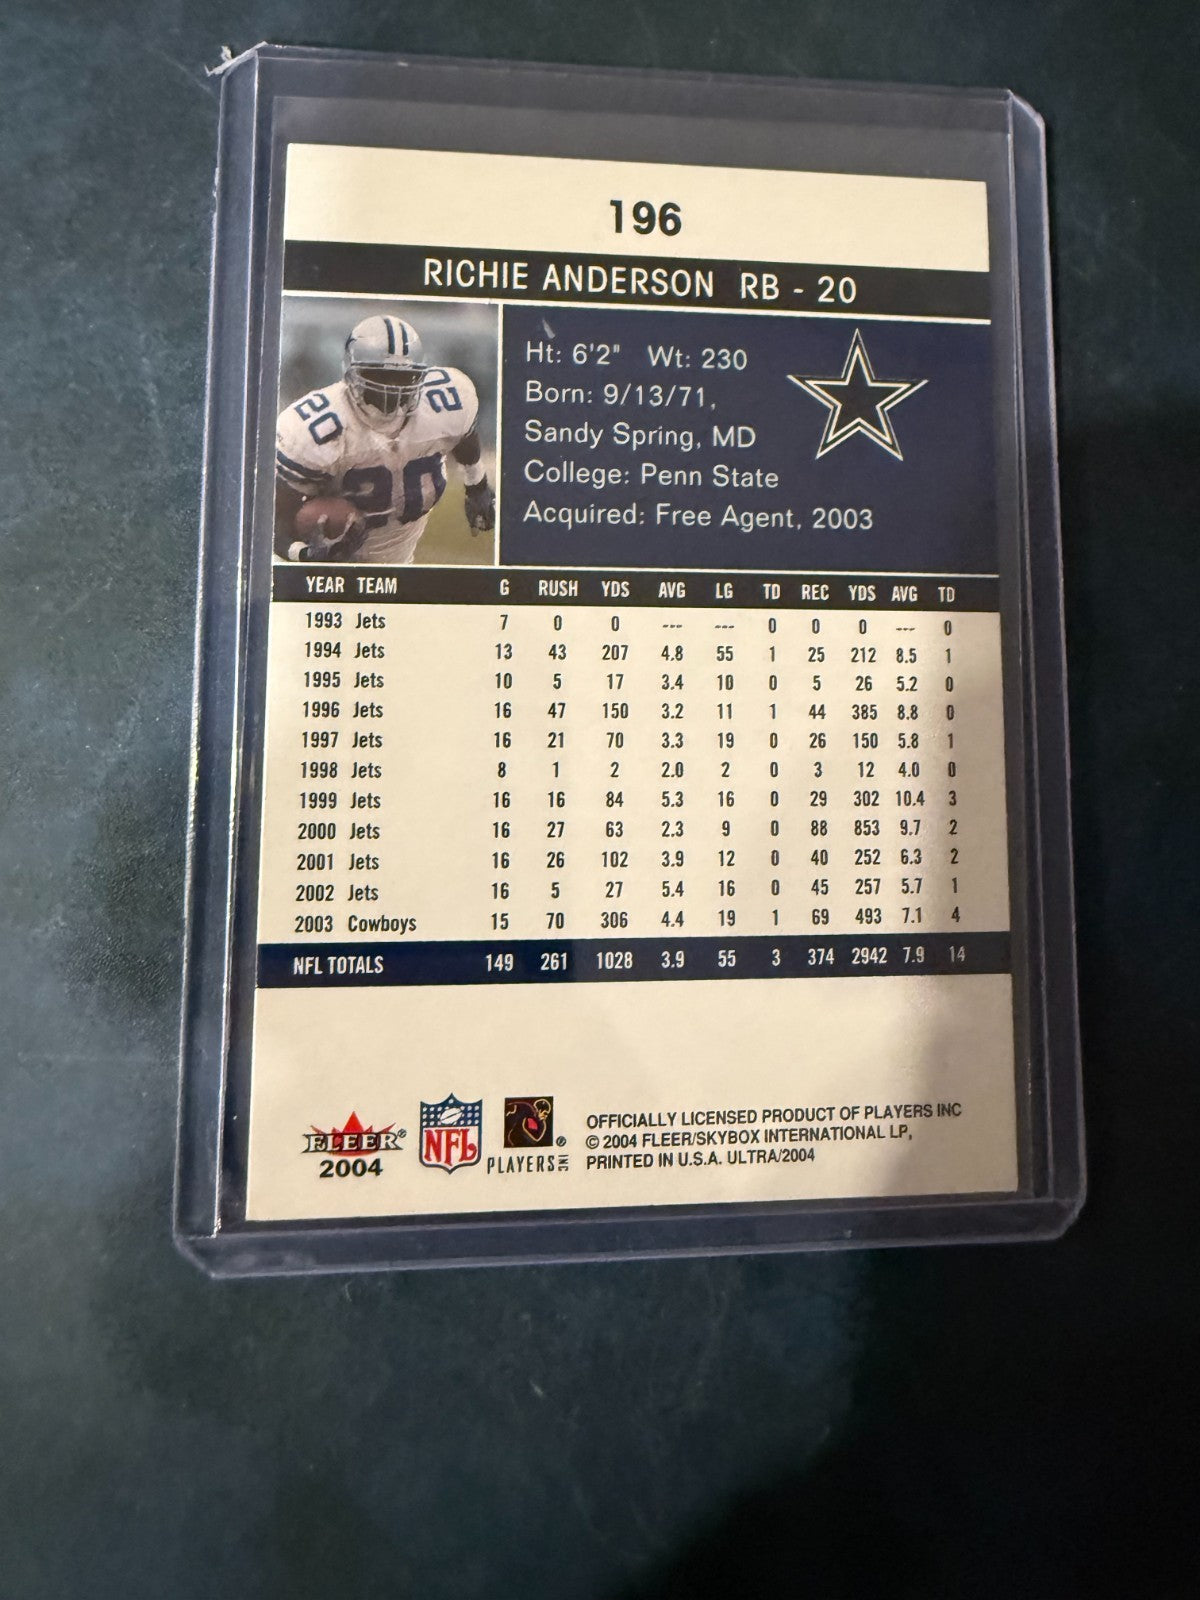 196
RICHIE ANDERSON RB - 20
20
20
20
Ht: 6'2" Wt: 230
Born: 9/13/71,
Sandy Spring, MD
College: Penn State
Acquired: Free Agent, 2003
YEAR TEAM G RUSH YDS AVG LG TD REC YDS AVG TD
1993 Jets 7 0 0 --- --- 0 0 0 --- 0
1994 Jets 13 43 207 4.8 55 1 25 212 8.5 1
1995 Jets 10 5 17 3.4 10 0 5 26 5.2 0
1996 Jets 16 47 150 3.2 11 1 44 385 8.8 0
1997 Jets 16 21 70 3.3 19 0 26 150 5.8 1
1998 Jets 8 1 2 2.0 2 0 3 12 4.0 0
1999 Jets 16 16 84 5.3 16 0 29 302 10.4 3
2000 Jets 16 27 63 2.3 9 0 88 853 9.7 2
2001 Jets 16 26 102 3.9 12 0 40 252 6.3 2
2002 Jets 16 5 27 5.4 16 0 45 257 5.7 1
2003 Cowboys 15 70 306 4.4 19 1 69 493 7.1 4
NFL TOTALS 149 261 1028 3.9 55 3 374 2942 7.9 14
FLEER®
2004
NFL
PLAYERS INC ®
OFFICIALLY LICENSED PRODUCT OF PLAYERS INC
© 2004 FLEER/SKYBOX INTERNATIONAL LP,
PRINTED IN U.S.A. ULTRA/2004